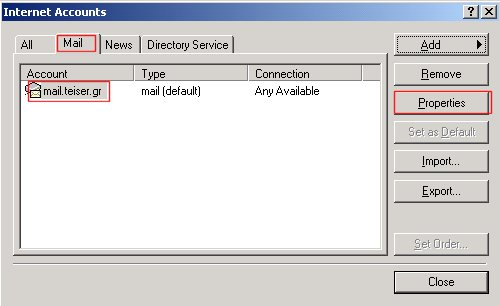 Internet Accounts
All Mail News Directory Service
Account Type Connection
mail.teiser.gr mail (default) Any Available
Add
Remove
Properties
Set as Default
Import...
Export...
Set Order...
Close